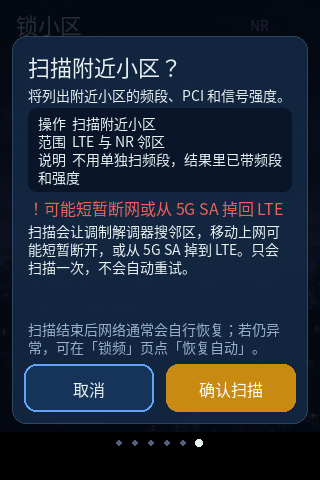 锁小区
NR
扫描附近小区？
将列出附近小区的频段、PCI 和信号强度。
操作 扫描附近小区
范围 LTE 与 NR 邻区
说明 不用单独扫频段，结果里已带频段
和强度
！可能短暂断网或从 5G SA 掉回 LTE
扫描会让调制解调器搜邻区，移动上网可
能短暂断开，或从 5G SA 掉到 LTE。只会
扫描一次，不会自动重试。
扫描结束后网络通常会自行恢复；若仍异
常，可在「锁频」页点「恢复自动」。
取消
确认扫描